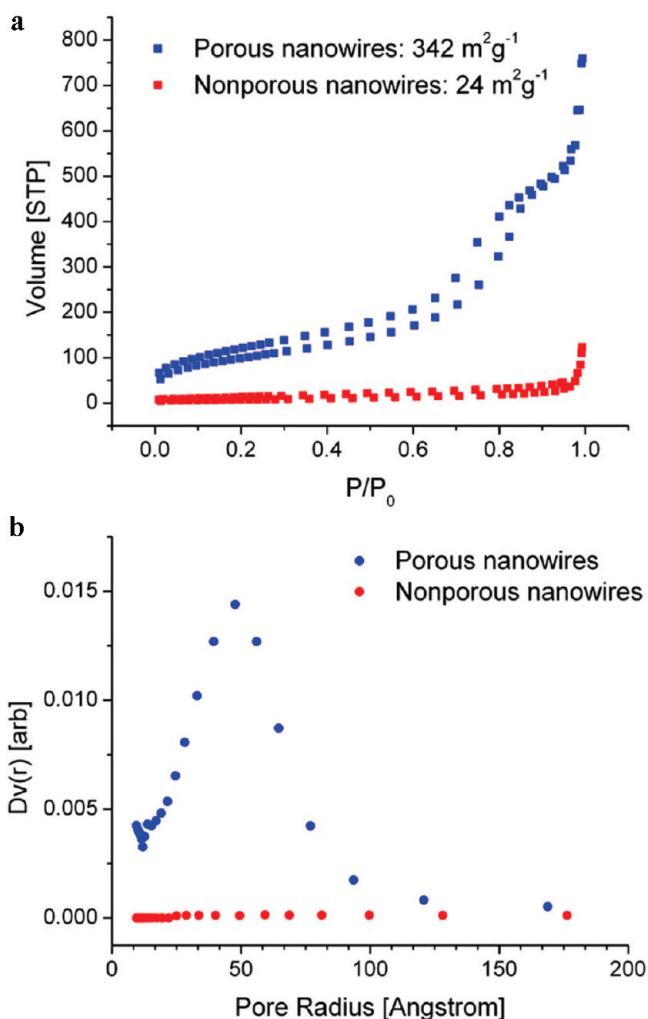 a
800
700
600
500
400
300
200
100
0
Volume [STP]
Porous nanowires: 342 m²g⁻¹
Nonporous nanowires: 24 m²g⁻¹
0.0 0.2 0.4 0.6 0.8 1.0
P/P₀
b
0.015
0.010
0.005
0.000
Dv(r) [arb]
Porous nanowires
Nonporous nanowires
0 50 100 150 200
Pore Radius [Angstrom]